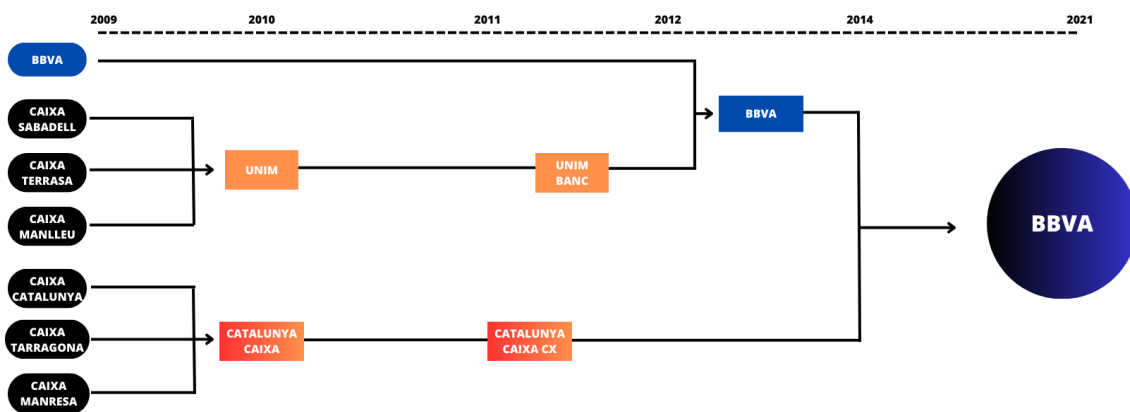 2009 2010 2011 2012 2014 2021
BBVA
CAIXA
SABADELL
BBVA
CAIXA
TERRASA
UNIM
UNIM
BANC
CAIXA
MANLLEU
BBVA
CAIXA
CATALUNYA
CAIXA
TARRAGONA
CATALUNYA
CAIXA
CATALUNYA
CAIXA CX
CAIXA
MANRESA